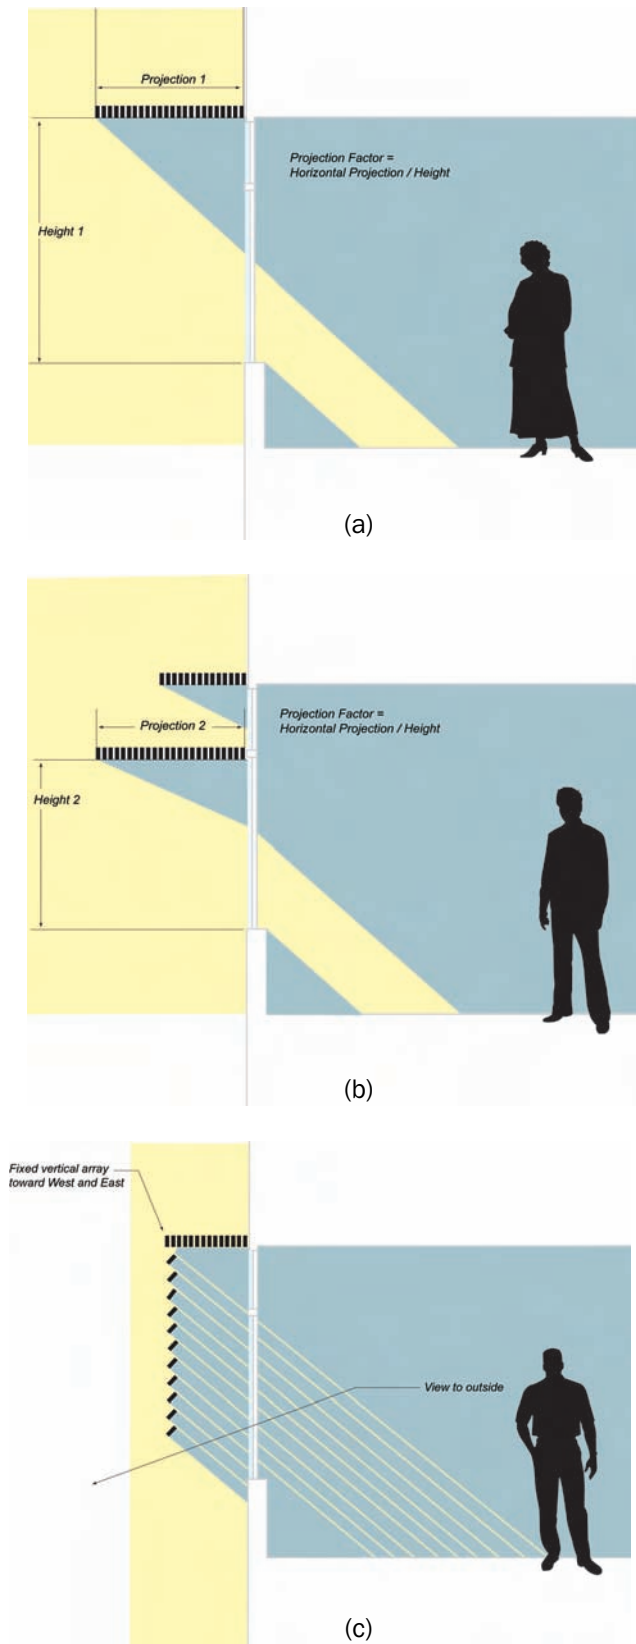 Projection 1
Projection Factor =
Horizontal Projection / Height
Height 1
(a)
Projection 2
Projection Factor =
Horizontal Projection / Height
Height 2
(b)
Fixed vertical array
toward West and East
View to outside
(c)